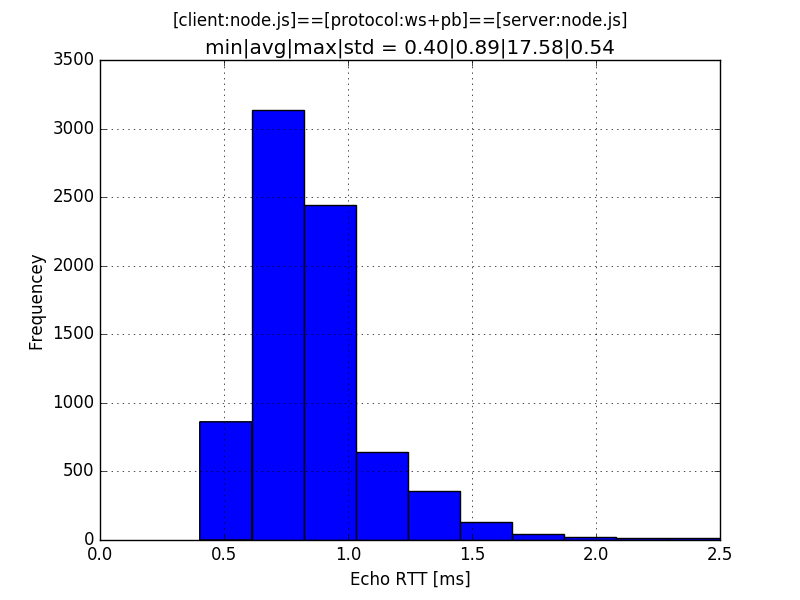 [client:node.js]==[protocol:ws+pb]==[server:node.js]
min|avg|max|std = 0.40|0.89|17.58|0.54
3500
3000
2500
2000
1500
1000
500
0
Frequencey
0.0 0.5 1.0 1.5 2.0 2.5
Echo RTT [ms]